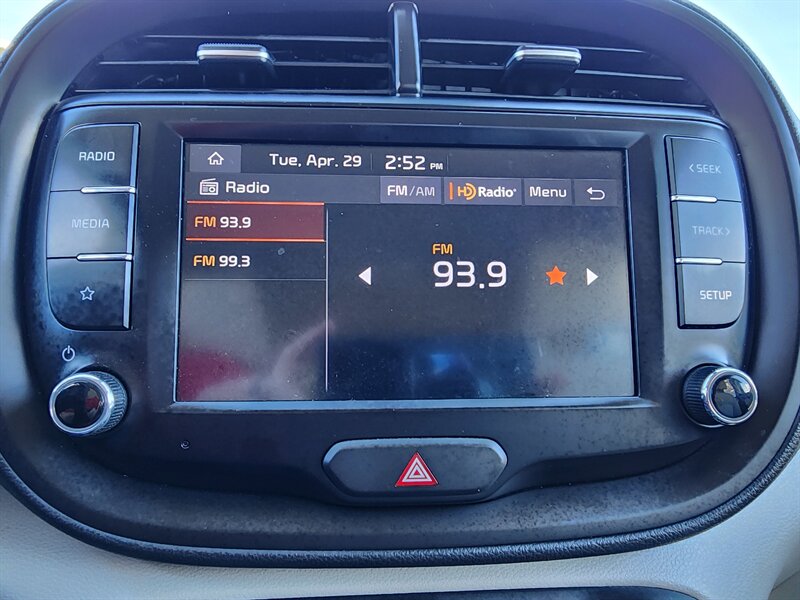 RADIO
MEDIA
Tue, Apr. 29 2:52 PM
Radio FM/AM HD Radio® Menu
FM 93.9
FM 99.3
FM
93.9
< SEEK
TRACK >
SETUP